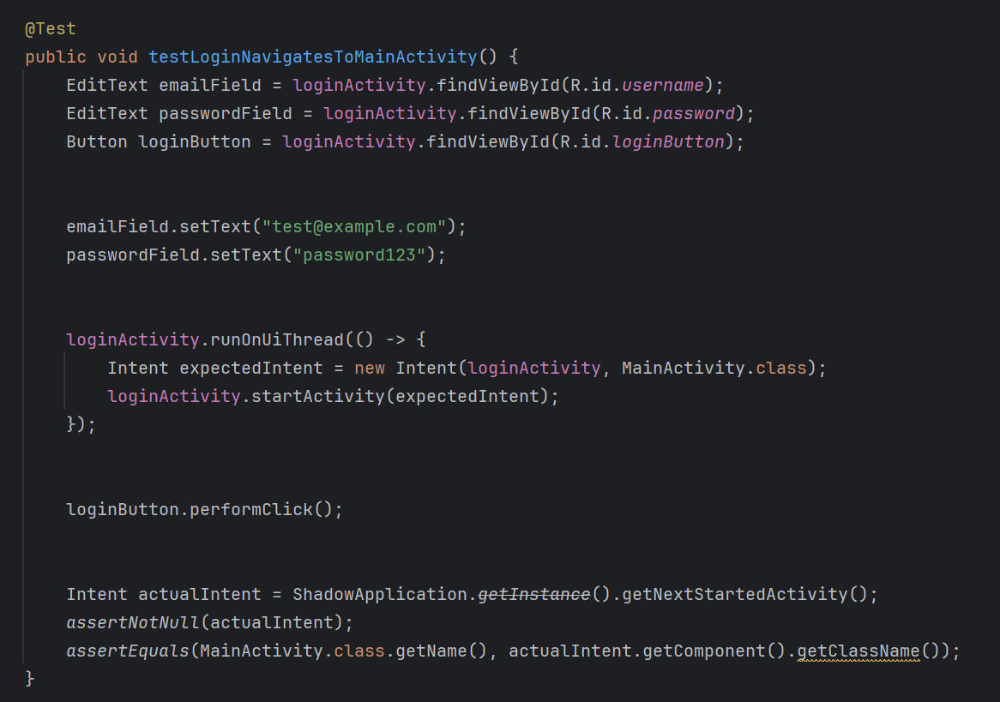 @Test
public void testLoginNavigatesToMainActivity() {
EditText emailField = loginActivity.findViewById(R.id.username);
EditText passwordField = loginActivity.findViewById(R.id.password);
Button loginButton = loginActivity.findViewById(R.id.loginButton);
emailField.setText("test@example.com");
passwordField.setText("password123");
loginActivity.runOnUiThread(() -> {
Intent expectedIntent = new Intent(loginActivity, MainActivity.class);
loginActivity.startActivity(expectedIntent);
});
loginButton.performClick();
Intent actualIntent = ShadowApplication.getInstance().getNextStartedActivity();
assertNotNull(actualIntent);
assertEquals(MainActivity.class.getName(), actualIntent.getComponent().getClassName());
}